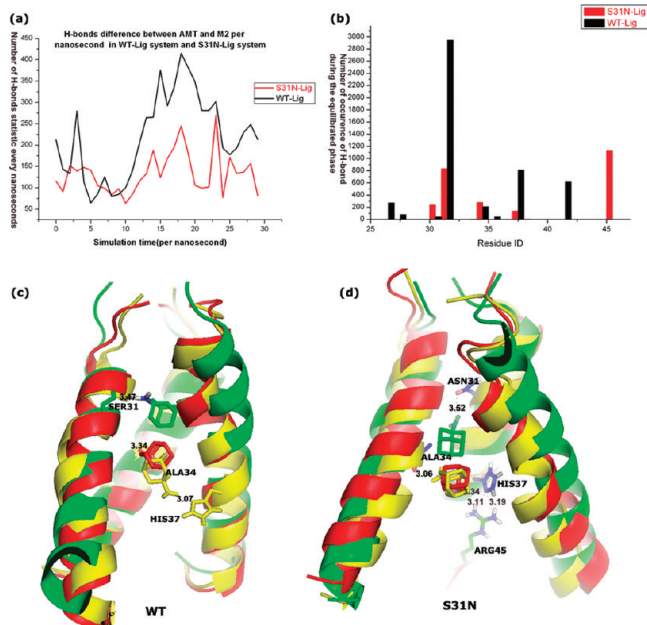 (a)
H-bonds difference between AMT and M2 per
nanosecond in WT-Lig system and S31N-Lig system
Number of H-bonds statistic every nanoseconds
450
400
350
300
250
200
150
100
50
0
S31N-Lig
WT-Lig
0 5 10 15 20 25 30
Simulation time(per nanosecond)
(b)
S31N-Lig
WT-Lig
Number of occurence of H-bond
during the equilibrated phase
3000
2800
2600
2400
2200
2000
1800
1600
1400
1200
1000
800
600
400
200
0
25 30 35 40 45
Residue ID
(c)
3.47
SER31
3.34
ALA34
3.07
HIS37
WT
(d)
ASN31
3.52
ALA34
3.06
HIS37
3.34
3.11 3.19
ARG45
S31N